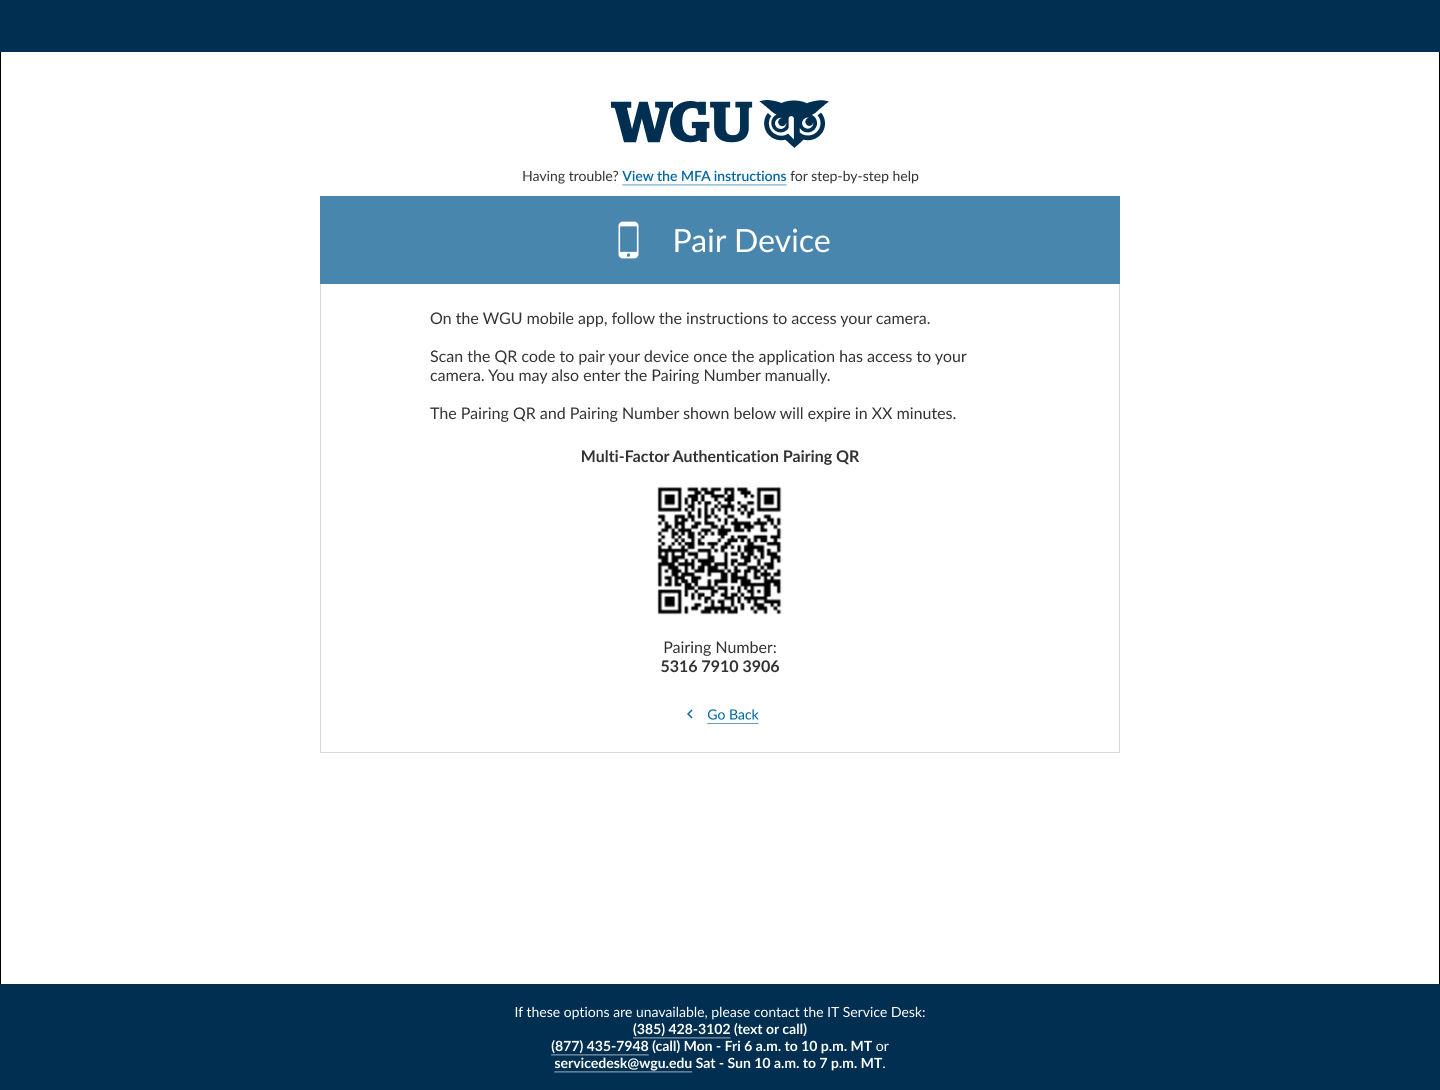 WGU
Having trouble? View the MFA instructions for step-by-step help
Pair Device
On the WGU mobile app, follow the instructions to access your camera.
Scan the QR code to pair your device once the application has access to your
camera. You may also enter the Pairing Number manually.
The Pairing QR and Pairing Number shown below will expire in XX minutes.
Multi-Factor Authentication Pairing QR
Pairing Number:
5316 7910 3906
Go Back
If these options are unavailable, please contact the IT Service Desk:
(385) 428-3102 (text or call)
(877) 435-7948 (call) Mon - Fri 6 a.m. to 10 p.m. MT or
servicedesk@wgu.edu Sat - Sun 10 a.m. to 7 p.m. MT.